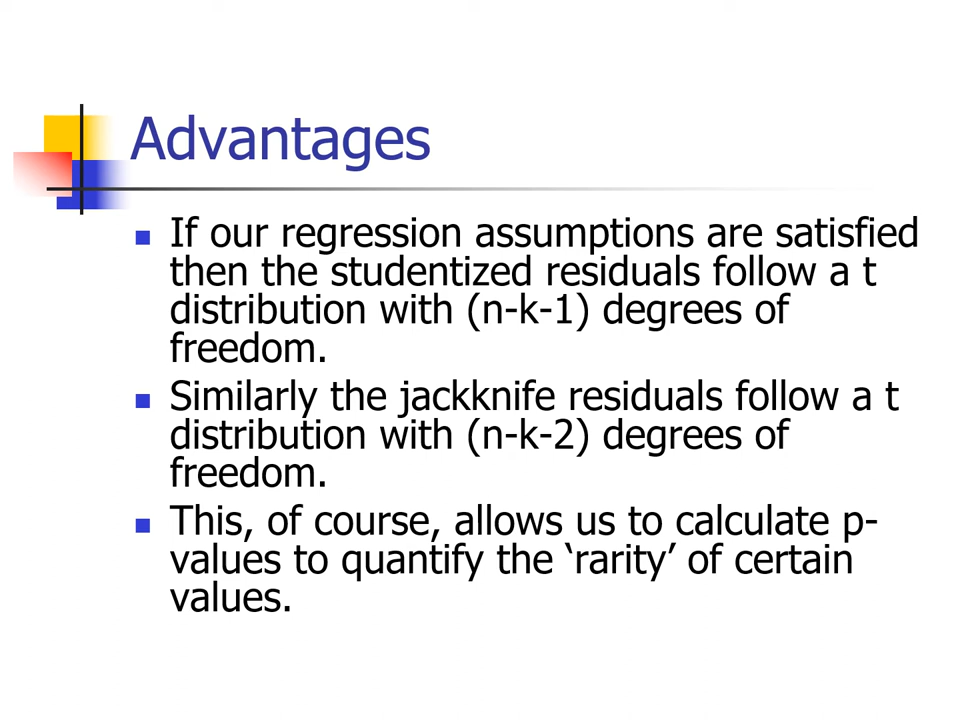 Advantages
If our regression assumptions are satisfied
then the studentized residuals follow a t
distribution with (n-k-1) degrees of
freedom.
Similarly the jackknife residuals follow a t
distribution with (n-k-2) degrees of
freedom.
This, of course, allows us to calculate p-
values to quantify the ‘rarity’ of certain
values.